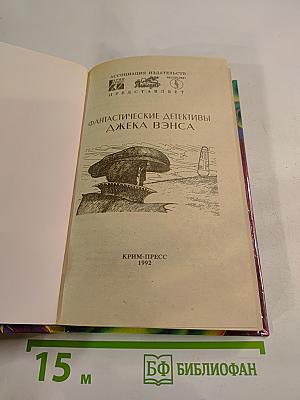 АССОЦИАЦИЯ ИЗДАТЕЛЬСТВ
ПРЕДСТАВЛЯЕТ
ФАНТАСТИЧЕСКИЕ ДЕТЕКТИВЫ
ДЖЕКА ВЭНСА
КРИМ-ПРЕСС
1992
15 м
БФ БИБЛИОФАН